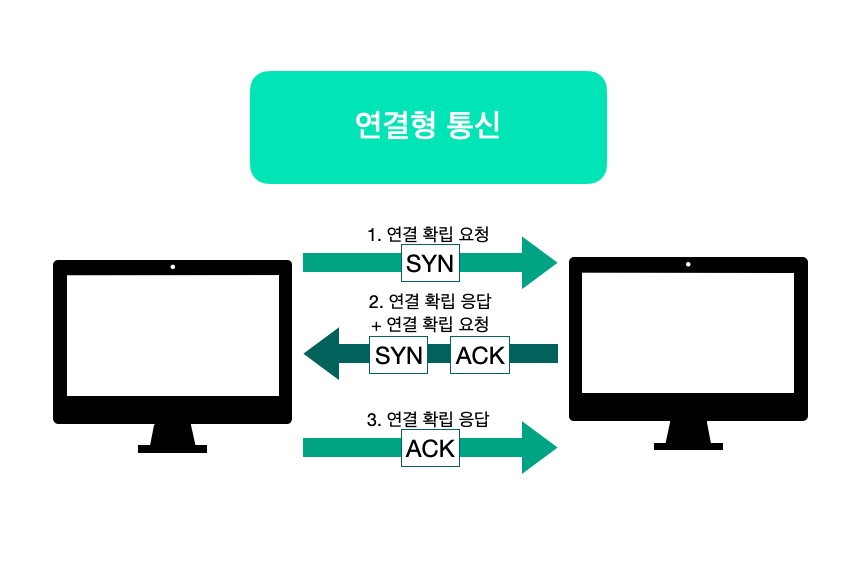 연결형 통신
1. 연결 확립 요청
SYN
2. 연결 확립 응답
+ 연결 확립 요청
SYN ACK
3. 연결 확립 응답
ACK